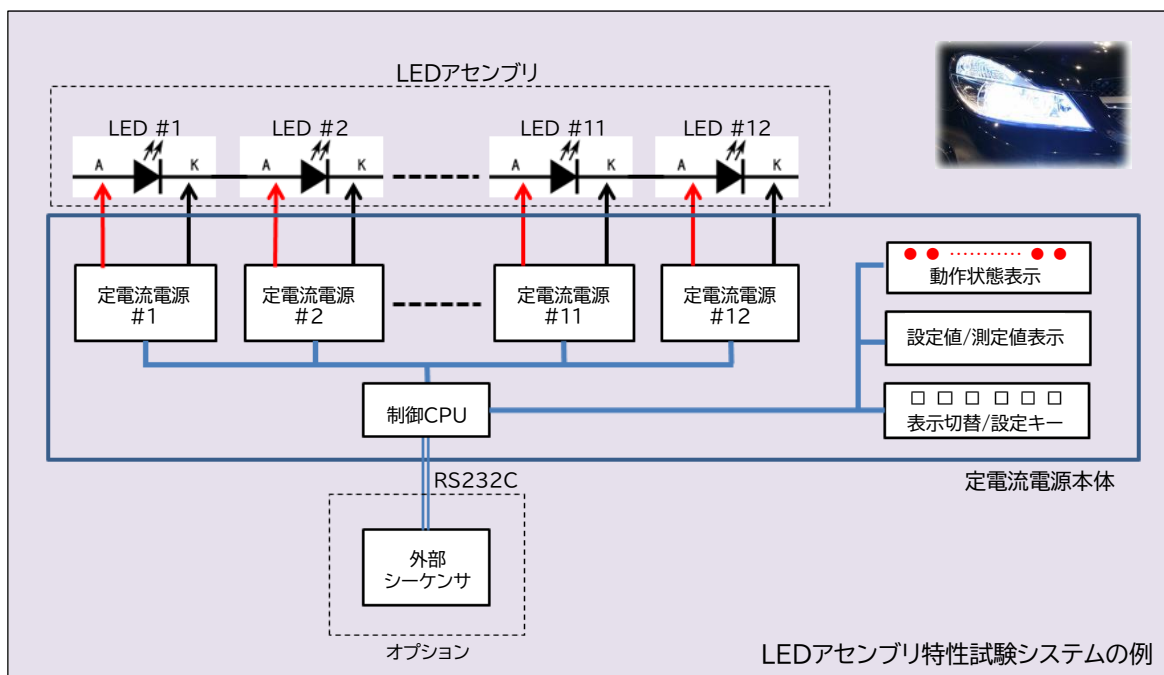 LEDアセンブリ
LED #1
LED #2
LED #11
LED #12
A
K
A
K
A
K
A
K
定電流電源
#1
定電流電源
#2
定電流電源
#11
定電流電源
#12
動作状態表示
設定値/測定値表示
制御CPU
表示切替/設定キー
RS232C
定電流電源本体
外部
シーケンサ
オプション
LEDアセンブリ特性試験システムの例